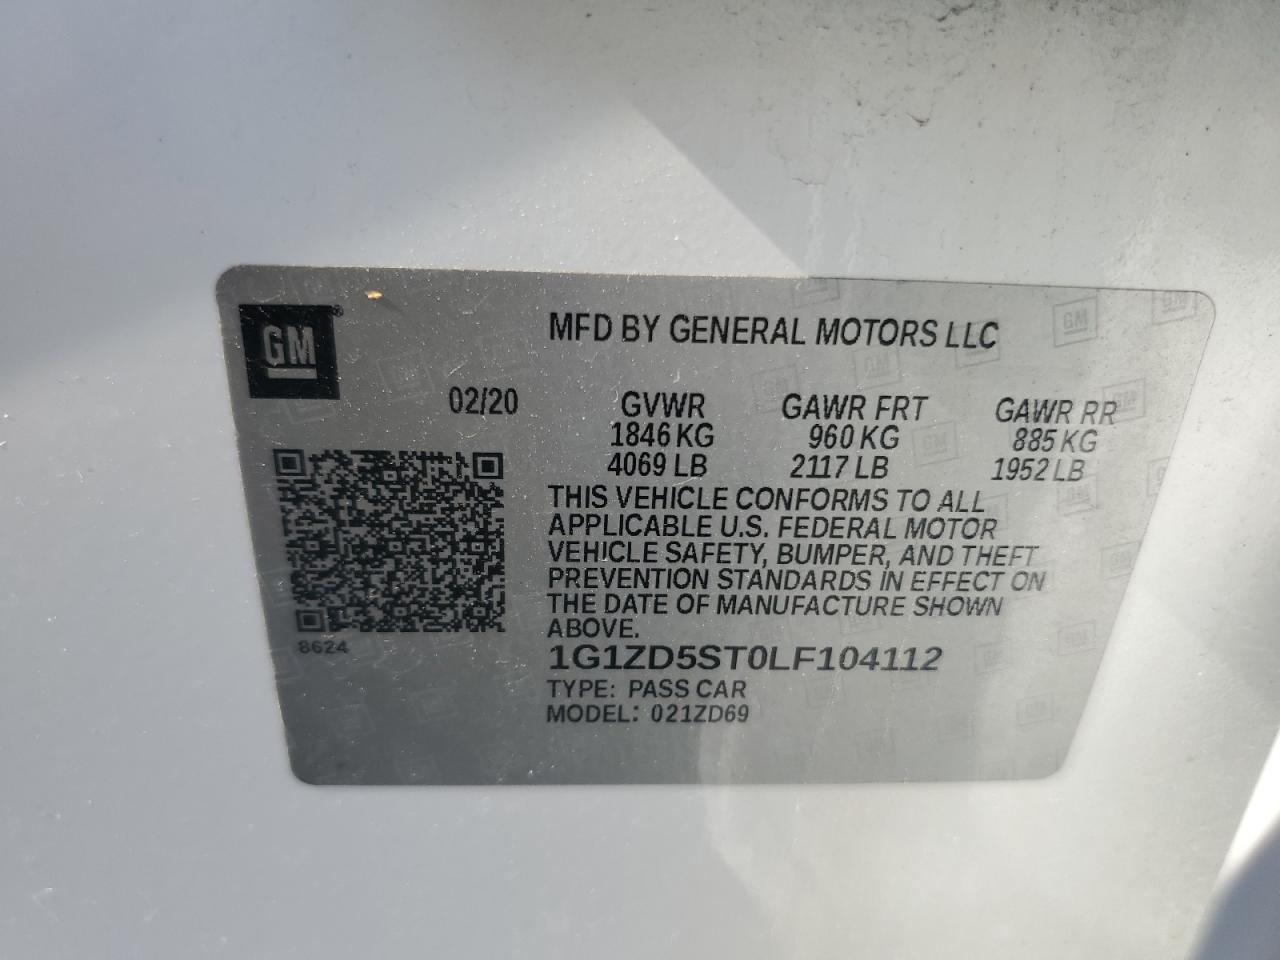 GM
MFD BY GENERAL MOTORS LLC
02/20
GVWR GAWR FRT GAWR RR
1846 KG 960 KG 885 KG
4069 LB 2117 LB 1952 LB
THIS VEHICLE CONFORMS TO ALL
APPLICABLE U.S. FEDERAL MOTOR
VEHICLE SAFETY, BUMPER, AND THEFT
PREVENTION STANDARDS IN EFFECT ON
THE DATE OF MANUFACTURE SHOWN
ABOVE.
8624
1G1ZD5ST0LF104112
TYPE: PASS CAR
MODEL: 021ZD69